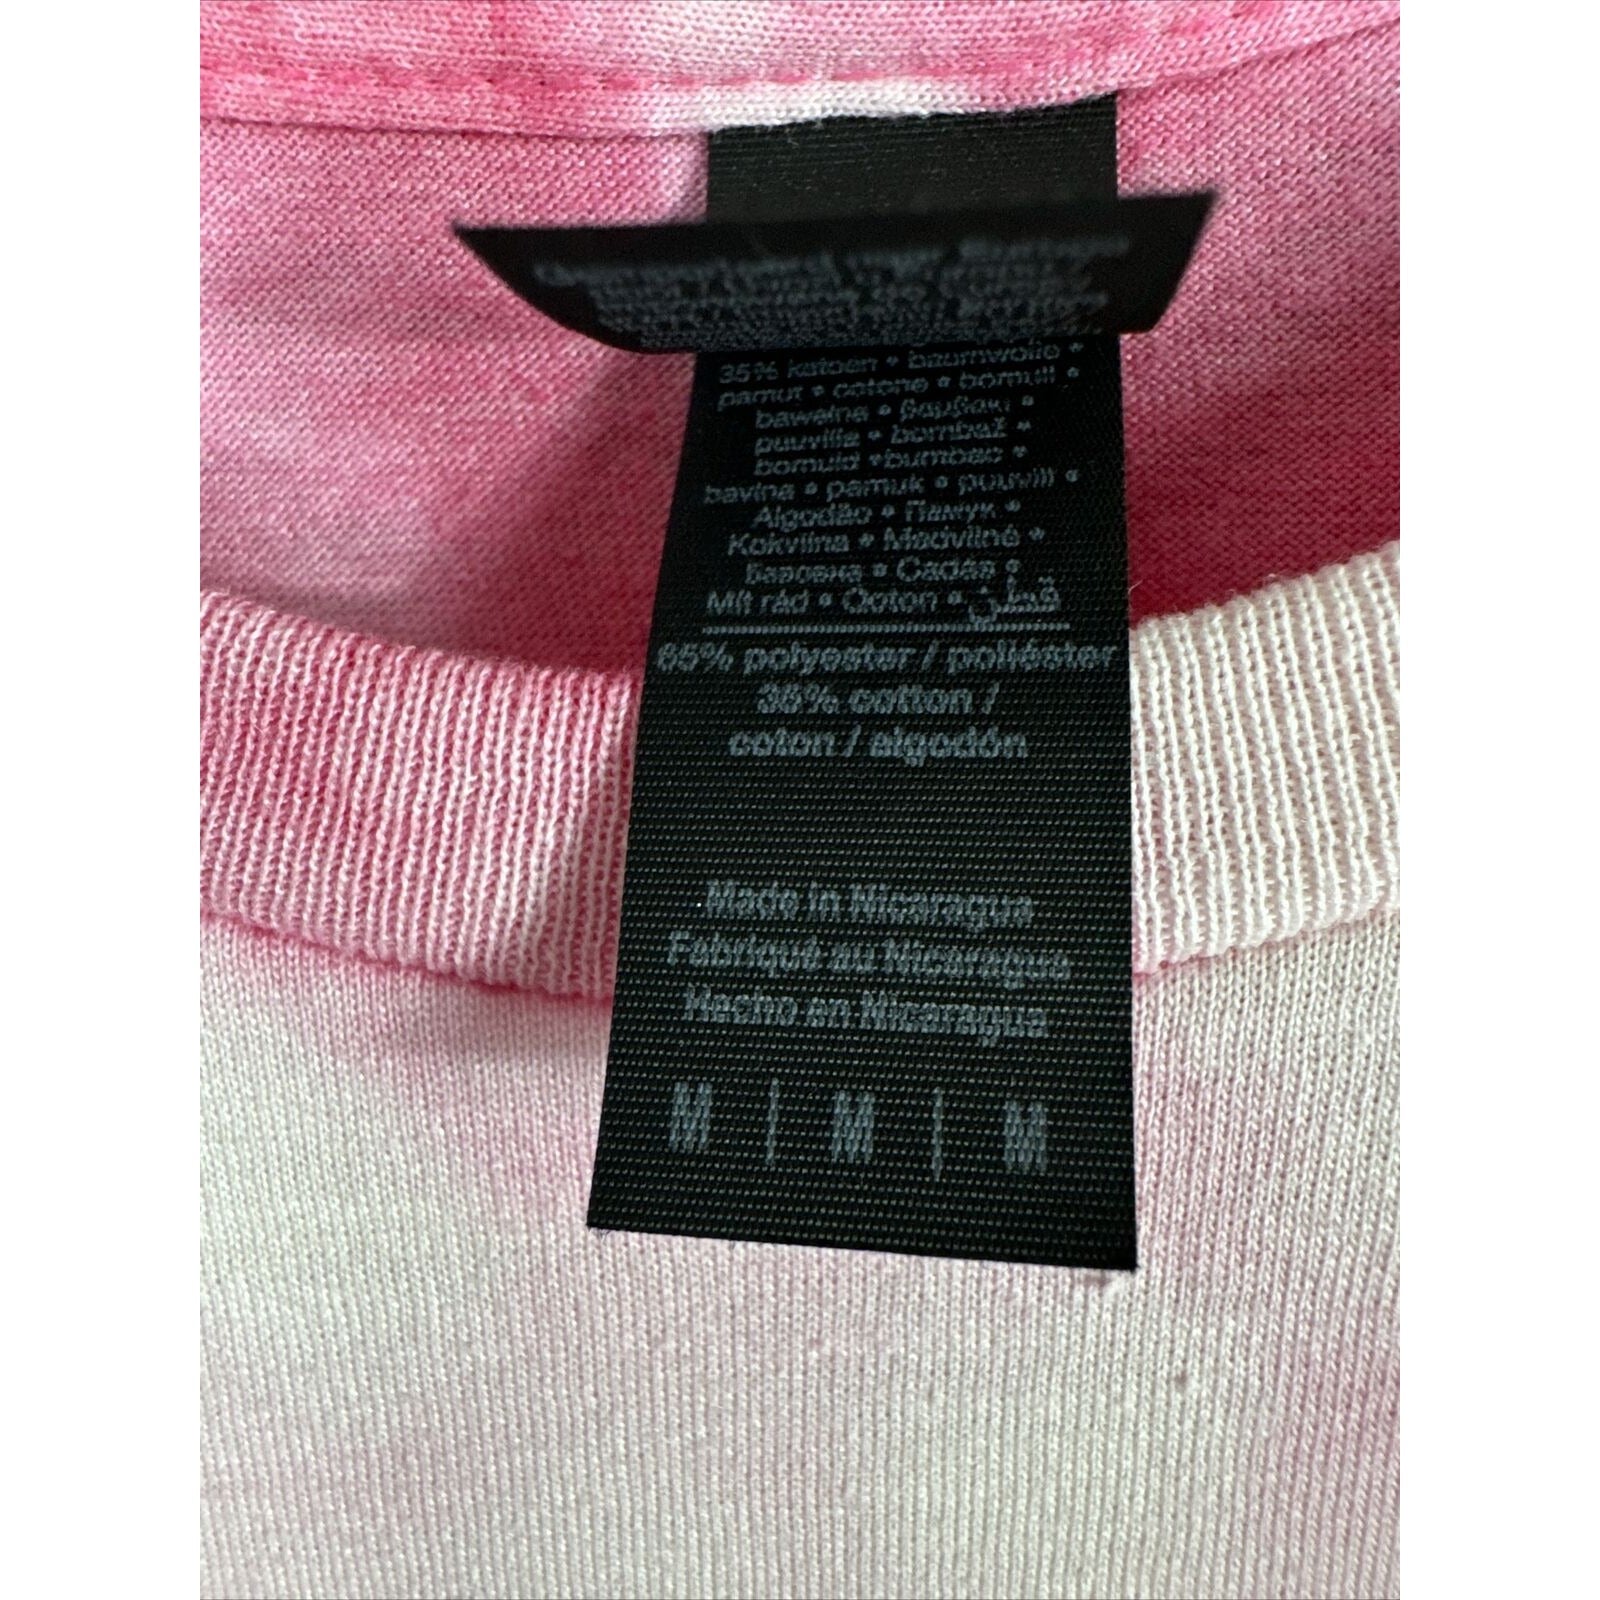 35% katoen • baumwolle •
pamut • cotone • bomull •
bawełna • βαμβακι •
puuvilla • bombaž •
bomuld • bumbac •
bavlna • pamuk • puuvill •
Algodão • Памук •
Kokvilna • Medvilnė •
Бавовна • Cadás •
Mít rád • Qoton • قطن
65% polyester / poliéster
35% cotton /
coton / algodón
Made in Nicaragua
Fabriqué au Nicaragua
Hecho en Nicaragua
M | M | M